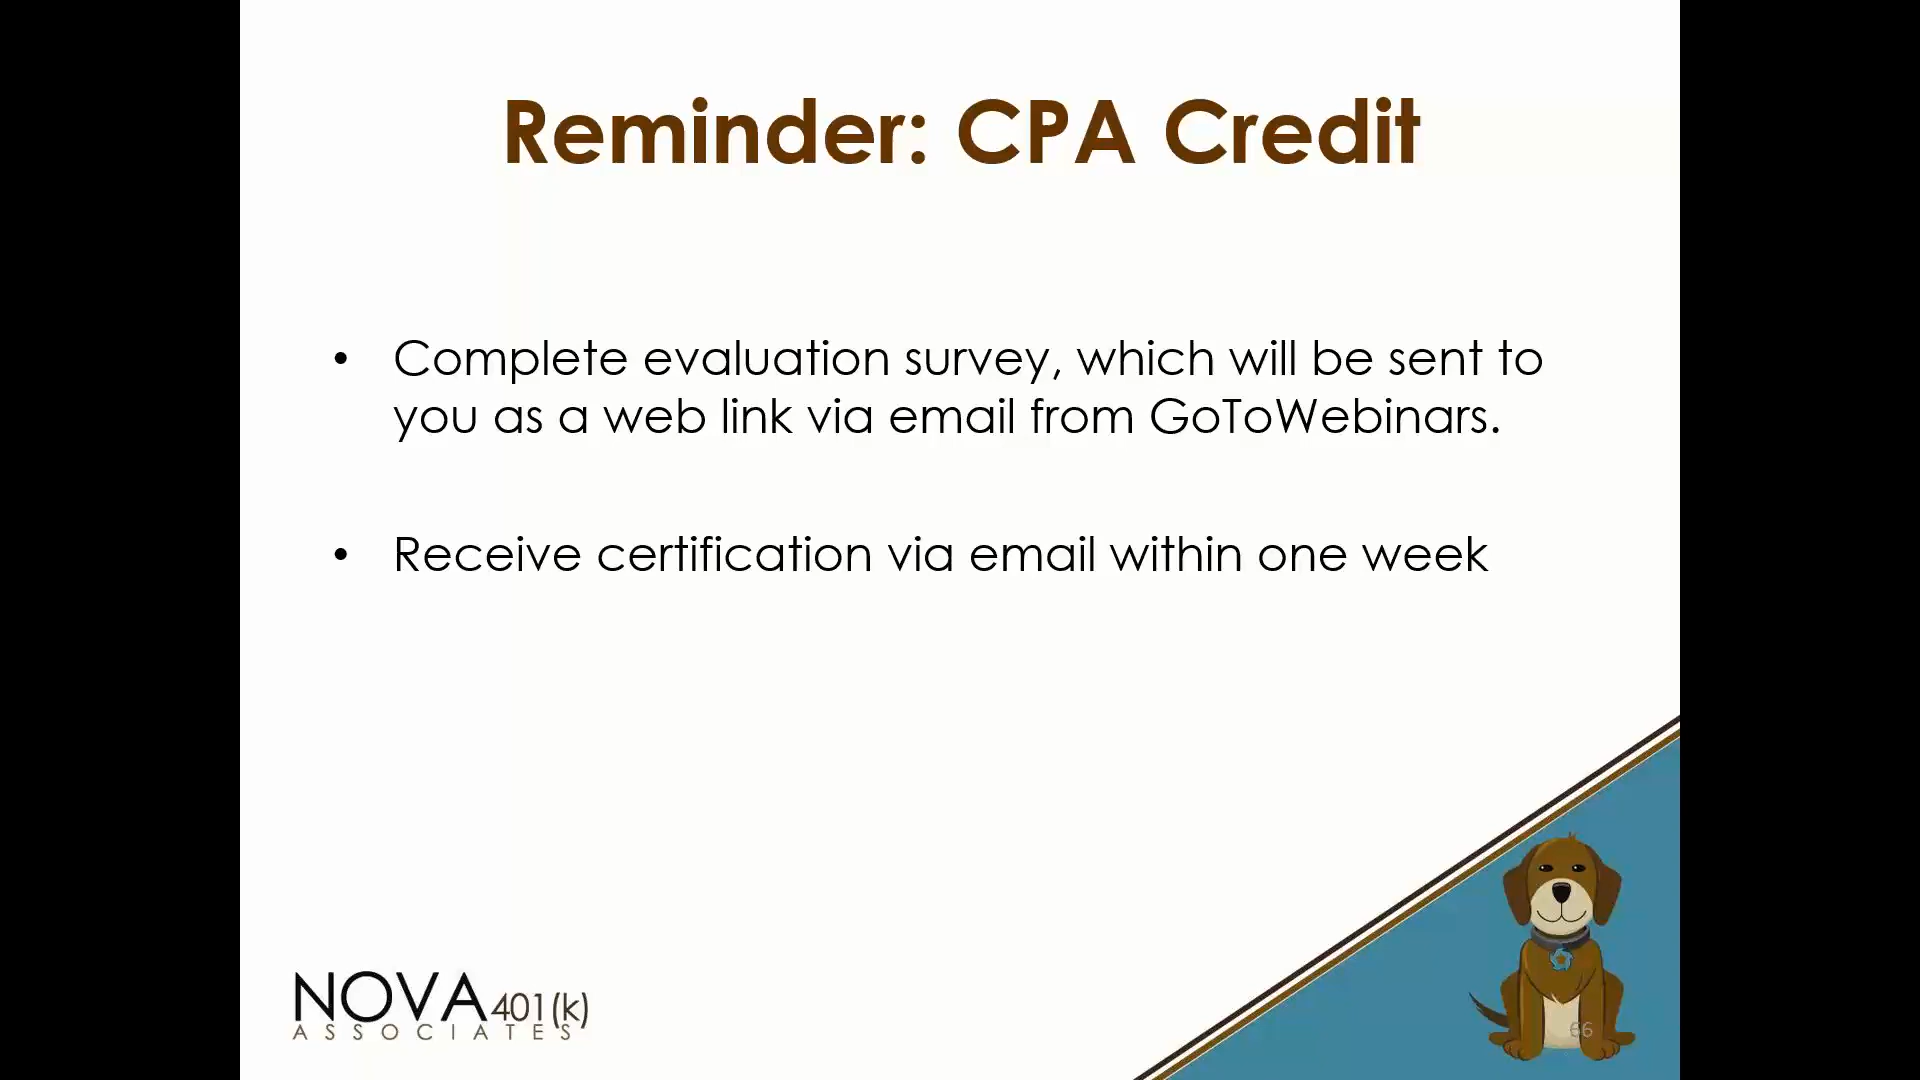 Reminder: CPA Credit
• Complete evaluation survey, which will be sent to
you as a web link via email from GoToWebinars.
• Receive certification via email within one week
NOVA 401(k)
ASSOCIATES
66